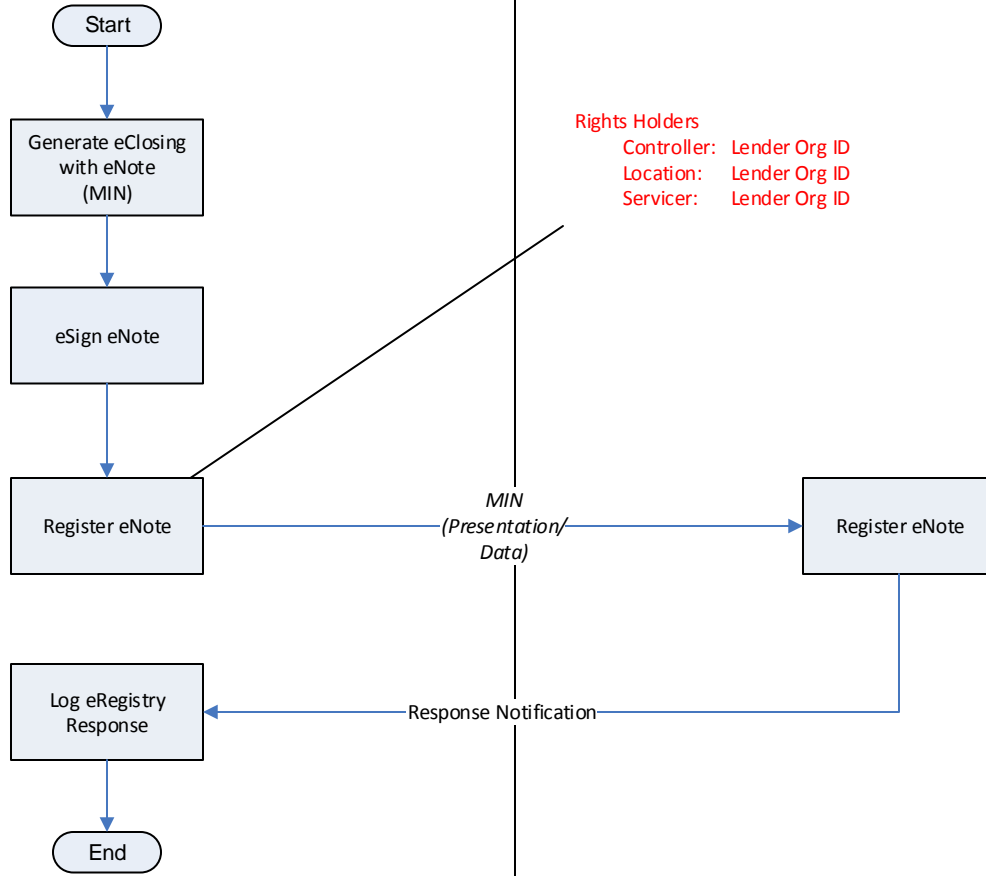 Start
Generate eClosing
with eNote
(MIN)
Rights Holders
Controller: Lender Org ID
Location: Lender Org ID
Servicer: Lender Org ID
eSign eNote
Register eNote
MIN
(Presentation/
Data)
Register eNote
Log eRegistry
Response
Response Notification
End